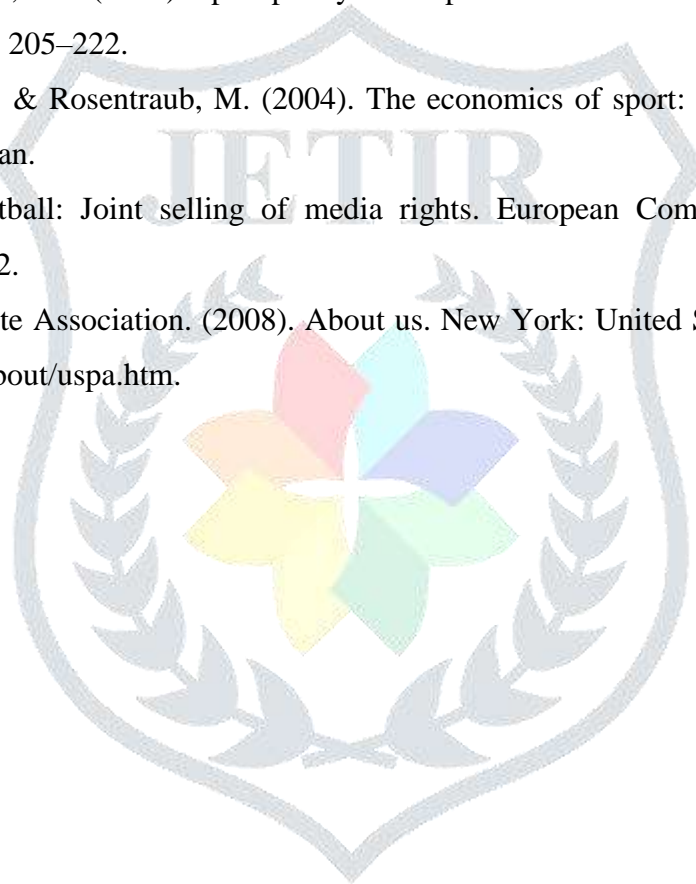 205–222.
& Rosentraub, M. (2004). The economics of sport:
an.
tball: Joint selling of media rights. European Com
2.
te Association. (2008). About us. New York: United S
bout/uspa.htm.
JETIR